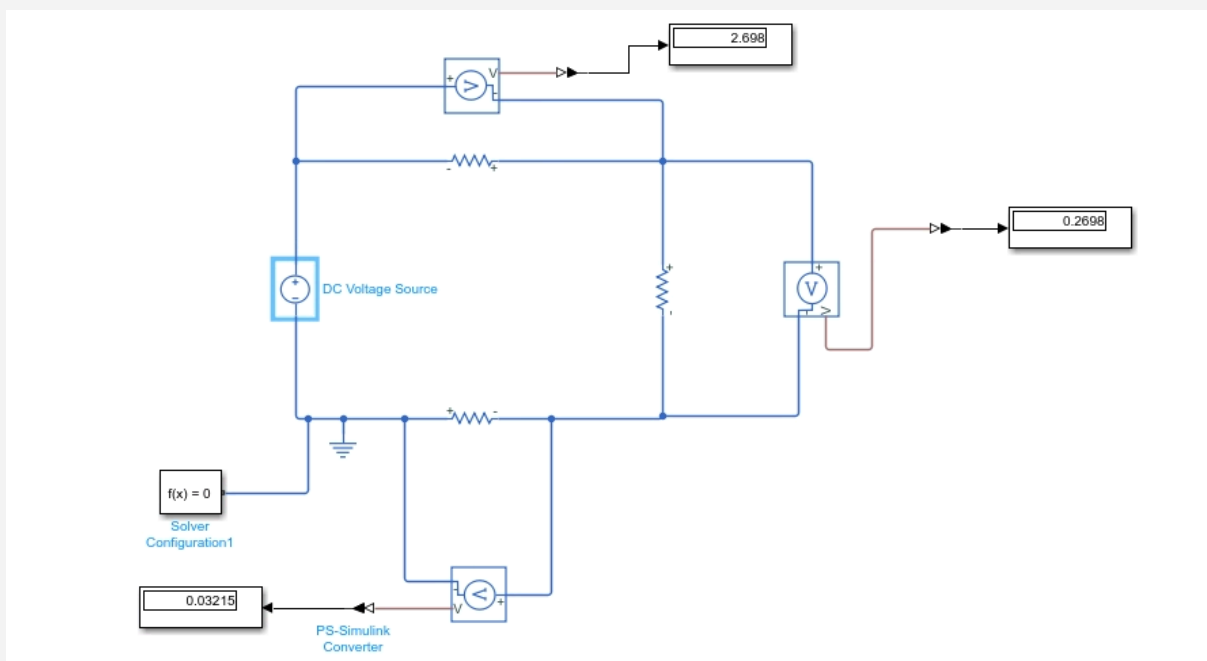 2.698
+
V
-
-
+
0.2698
+
V
-
V
+
-
DC Voltage Source
+
-
+
-
f(x) = 0
Solver
Configuration1
0.03215
V
-
V
+
PS-Simulink
Converter